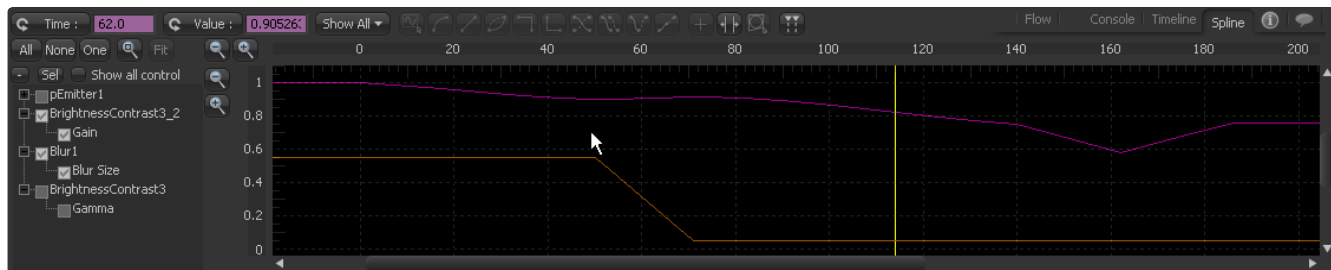 Time : 62.0 Value : 0.90526 Show All Flow Console Timeline Spline
All None One Fit 0 20 40 60 80 100 120 140 160 180 200
- Sel Show all control
1
pEmitter1
BrightnessContrast3_2
0.8
Gain
Blur1
0.6
Blur Size
BrightnessContrast3
0.4
Gamma
0.2
0